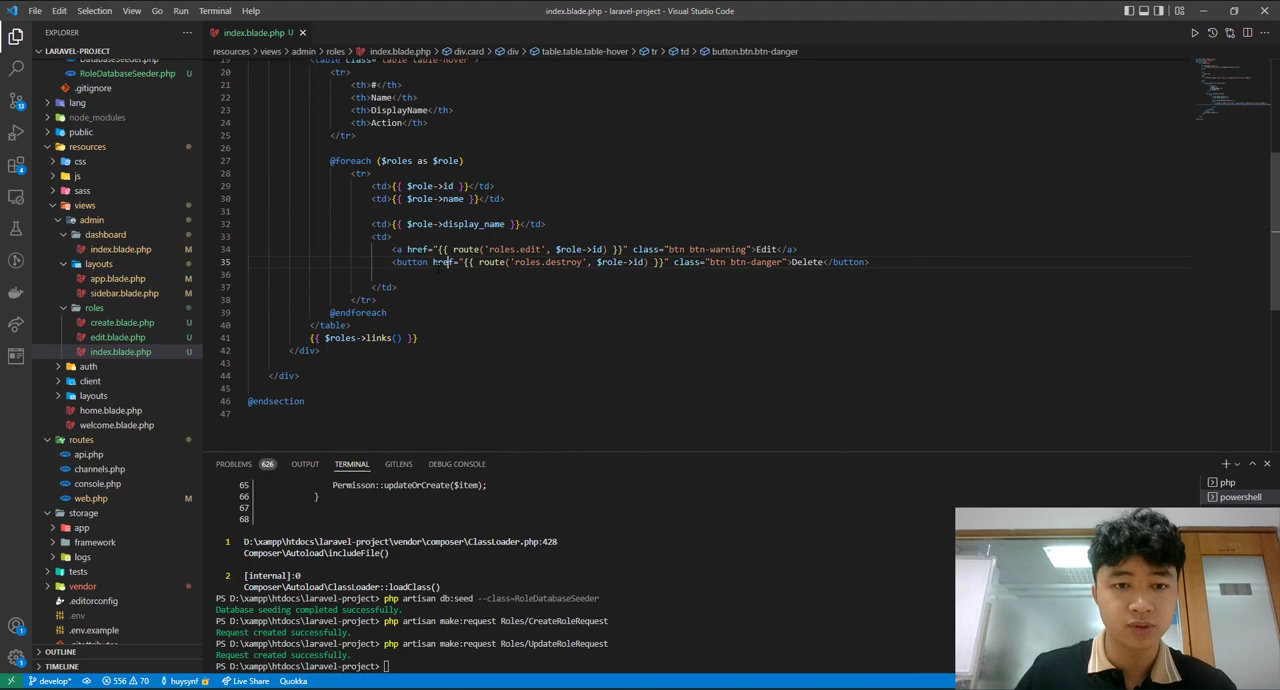 File Edit Selection View Go Run Terminal Help
index.blade.php - laravel-project - Visual Studio Code
EXPLORER
LARAVEL-PROJECT
DatabaseSeeder.php
RoleDatabaseSeeder.php U
.gitignore
lang
node_modules
public
resources
css
js
sass
views
admin
dashboard
index.blade.php M
layouts
app.blade.php M
sidebar.blade.php M
roles
create.blade.php U
edit.blade.php U
index.blade.php U
auth
client
layouts
home.blade.php
welcome.blade.php
routes
api.php
channels.php
console.php
web.php M
storage
app
framework
logs
tests
vendor
.editorconfig
.env
.env.example
.gitattributes
OUTLINE
TIMELINE
index.blade.php U
resources > views > admin > roles > index.blade.php > div.card > div > table.table.table-hover > tr > td > button.btn.btn-danger
19 <table class="table table-hover">
20 <tr>
21 <th>#</th>
22 <th>Name</th>
23 <th>DisplayName</th>
24 <th>Action</th>
25 </tr>
26
27 @foreach ($roles as $role)
28 <tr>
29 <td>{{ $role->id }}</td>
30 <td>{{ $role->name }}</td>
31
32 <td>{{ $role->display_name }}</td>
33 <td>
34 <a href="{{ route('roles.edit', $role->id) }}" class="btn btn-warning">Edit</a>
35 <button href="{{ route('roles.destroy', $role->id) }}" class="btn btn-danger">Delete</button>
36
37 </td>
38 </tr>
39 @endforeach
40 </table>
41 {{ $roles->links() }}
42 </div>
43
44 </div>
45
46 @endsection
47
PROBLEMS 626 OUTPUT TERMINAL GITLENS DEBUG CONSOLE
php
powershell
65 Permisson::updateOrCreate($item);
66 }
67
68
1 D:\xampp\htdocs\laravel-project\vendor\composer\ClassLoader.php:428
Composer\Autoload\includeFile()
2 [internal]:0
Composer\Autoload\ClassLoader::loadClass()
PS D:\xampp\htdocs\laravel-project> php artisan db:seed --class=RoleDatabaseSeeder
Database seeding completed successfully.
PS D:\xampp\htdocs\laravel-project> php artisan make:request Roles/CreateRoleRequest
Request created successfully.
PS D:\xampp\htdocs\laravel-project> php artisan make:request Roles/UpdateRoleRequest
Request created successfully.
PS D:\xampp\htdocs\laravel-project>
develop* 556 70 huysynf Live Share Quokka